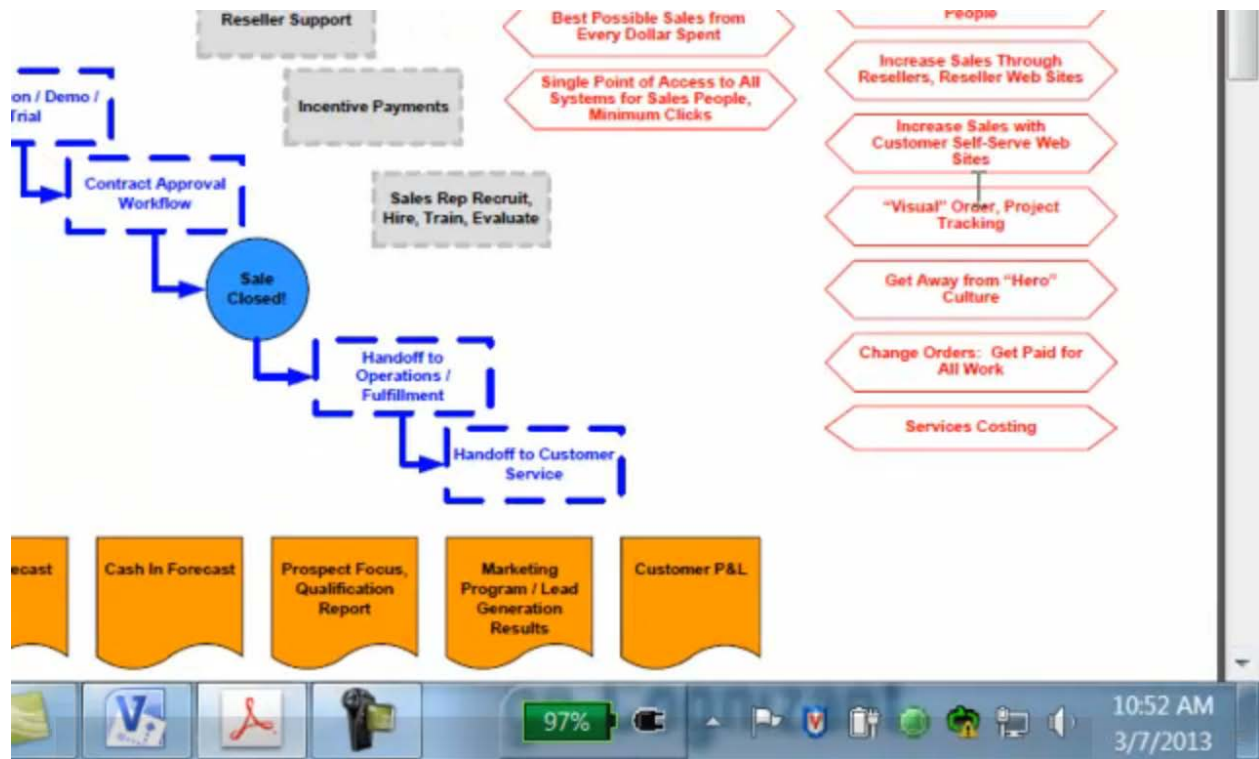 Reseller Support
Incentive Payments
Sales Rep Recruit,
Hire, Train, Evaluate
on / Demo /
Trial
Contract Approval
Workflow
Sale
Closed!
Handoff to
Operations /
Fulfillment
Handoff to Customer
Service
Best Possible Sales from
Every Dollar Spent
Single Point of Access to All
Systems for Sales People,
Minimum Clicks
People
Increase Sales Through
Resellers, Reseller Web Sites
Increase Sales with
Customer Self-Serve Web
Sites
“Visual” Order, Project
Tracking
Get Away from “Hero”
Culture
Change Orders: Get Paid for
All Work
Services Costing
ecast
Cash In Forecast
Prospect Focus,
Qualification
Report
Marketing
Program / Lead
Generation
Results
Customer P&L
97%
10:52 AM
3/7/2013